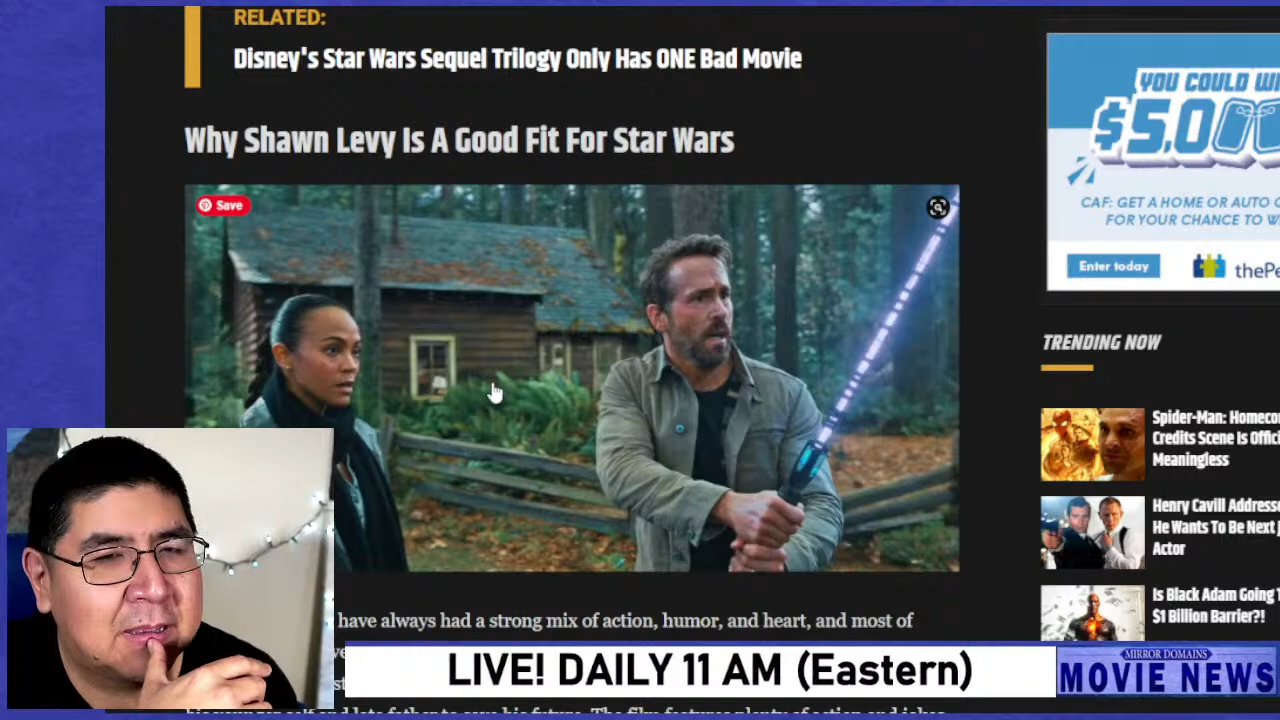 RELATED:
Disney's Star Wars Sequel Trilogy Only Has ONE Bad Movie
Why Shawn Levy Is A Good Fit For Star Wars
Save
have always had a strong mix of action, humor, and heart, and most of
YOU COULD WI
$5,00
CAF: GET A HOME OR AUTO
FOR YOUR CHANCE TO W
Enter today
thePe
TRENDING NOW
Spider-Man: Homecom
Credits Scene Is Offici
Meaningless
Henry Cavill Addresse
He Wants To Be Next
Actor
Is Black Adam Going T
$1 Billion Barrier?!
LIVE! DAILY 11 AM (Eastern)
MIRROR DOMAINS
MOVIE NEWS